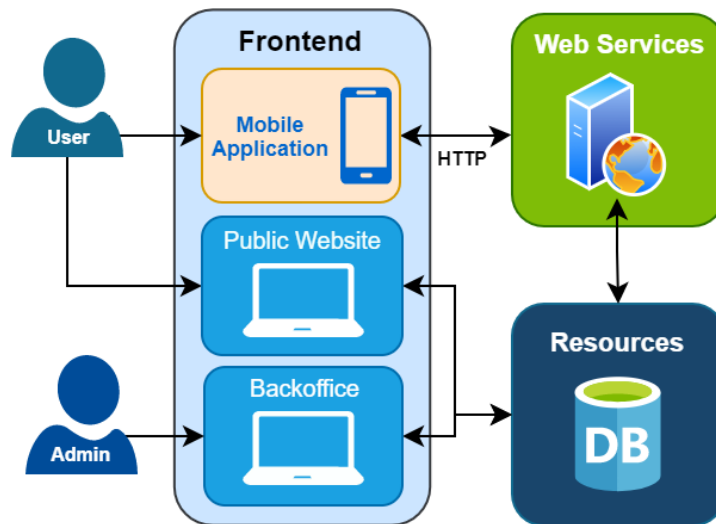 Frontend
Web Services
User
Mobile
Application
HTTP
Public Website
Resources
Backoffice
Admin
DB